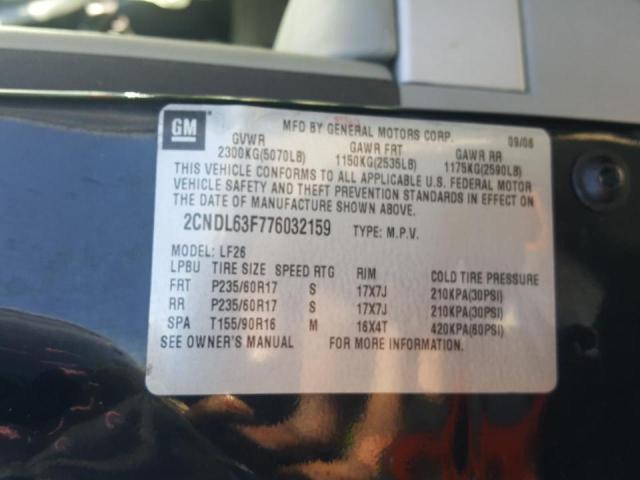 GM
MFD BY GENERAL MOTORS CORP. 09/06
GVWR GAWR FRT GAWR RR
2300KG(5070LB) 1150KG(2535LB) 1175KG(2590LB)
THIS VEHICLE CONFORMS TO ALL APPLICABLE U.S. FEDERAL MOTOR
VEHICLE SAFETY AND THEFT PREVENTION STANDARDS IN EFFECT ON
THE DATE OF MANUFACTURE SHOWN ABOVE.
2CNDL63F776032159 TYPE: M.P.V.
MODEL: LF26
LPBU TIRE SIZE SPEED RTG RIM COLD TIRE PRESSURE
FRT P235/60R17 S 17X7J 210KPA(30PSI)
RR P235/60R17 S 17X7J 210KPA(30PSI)
SPA T155/90R16 M 16X4T 420KPA(60PSI)
SEE OWNER'S MANUAL FOR MORE INFORMATION.